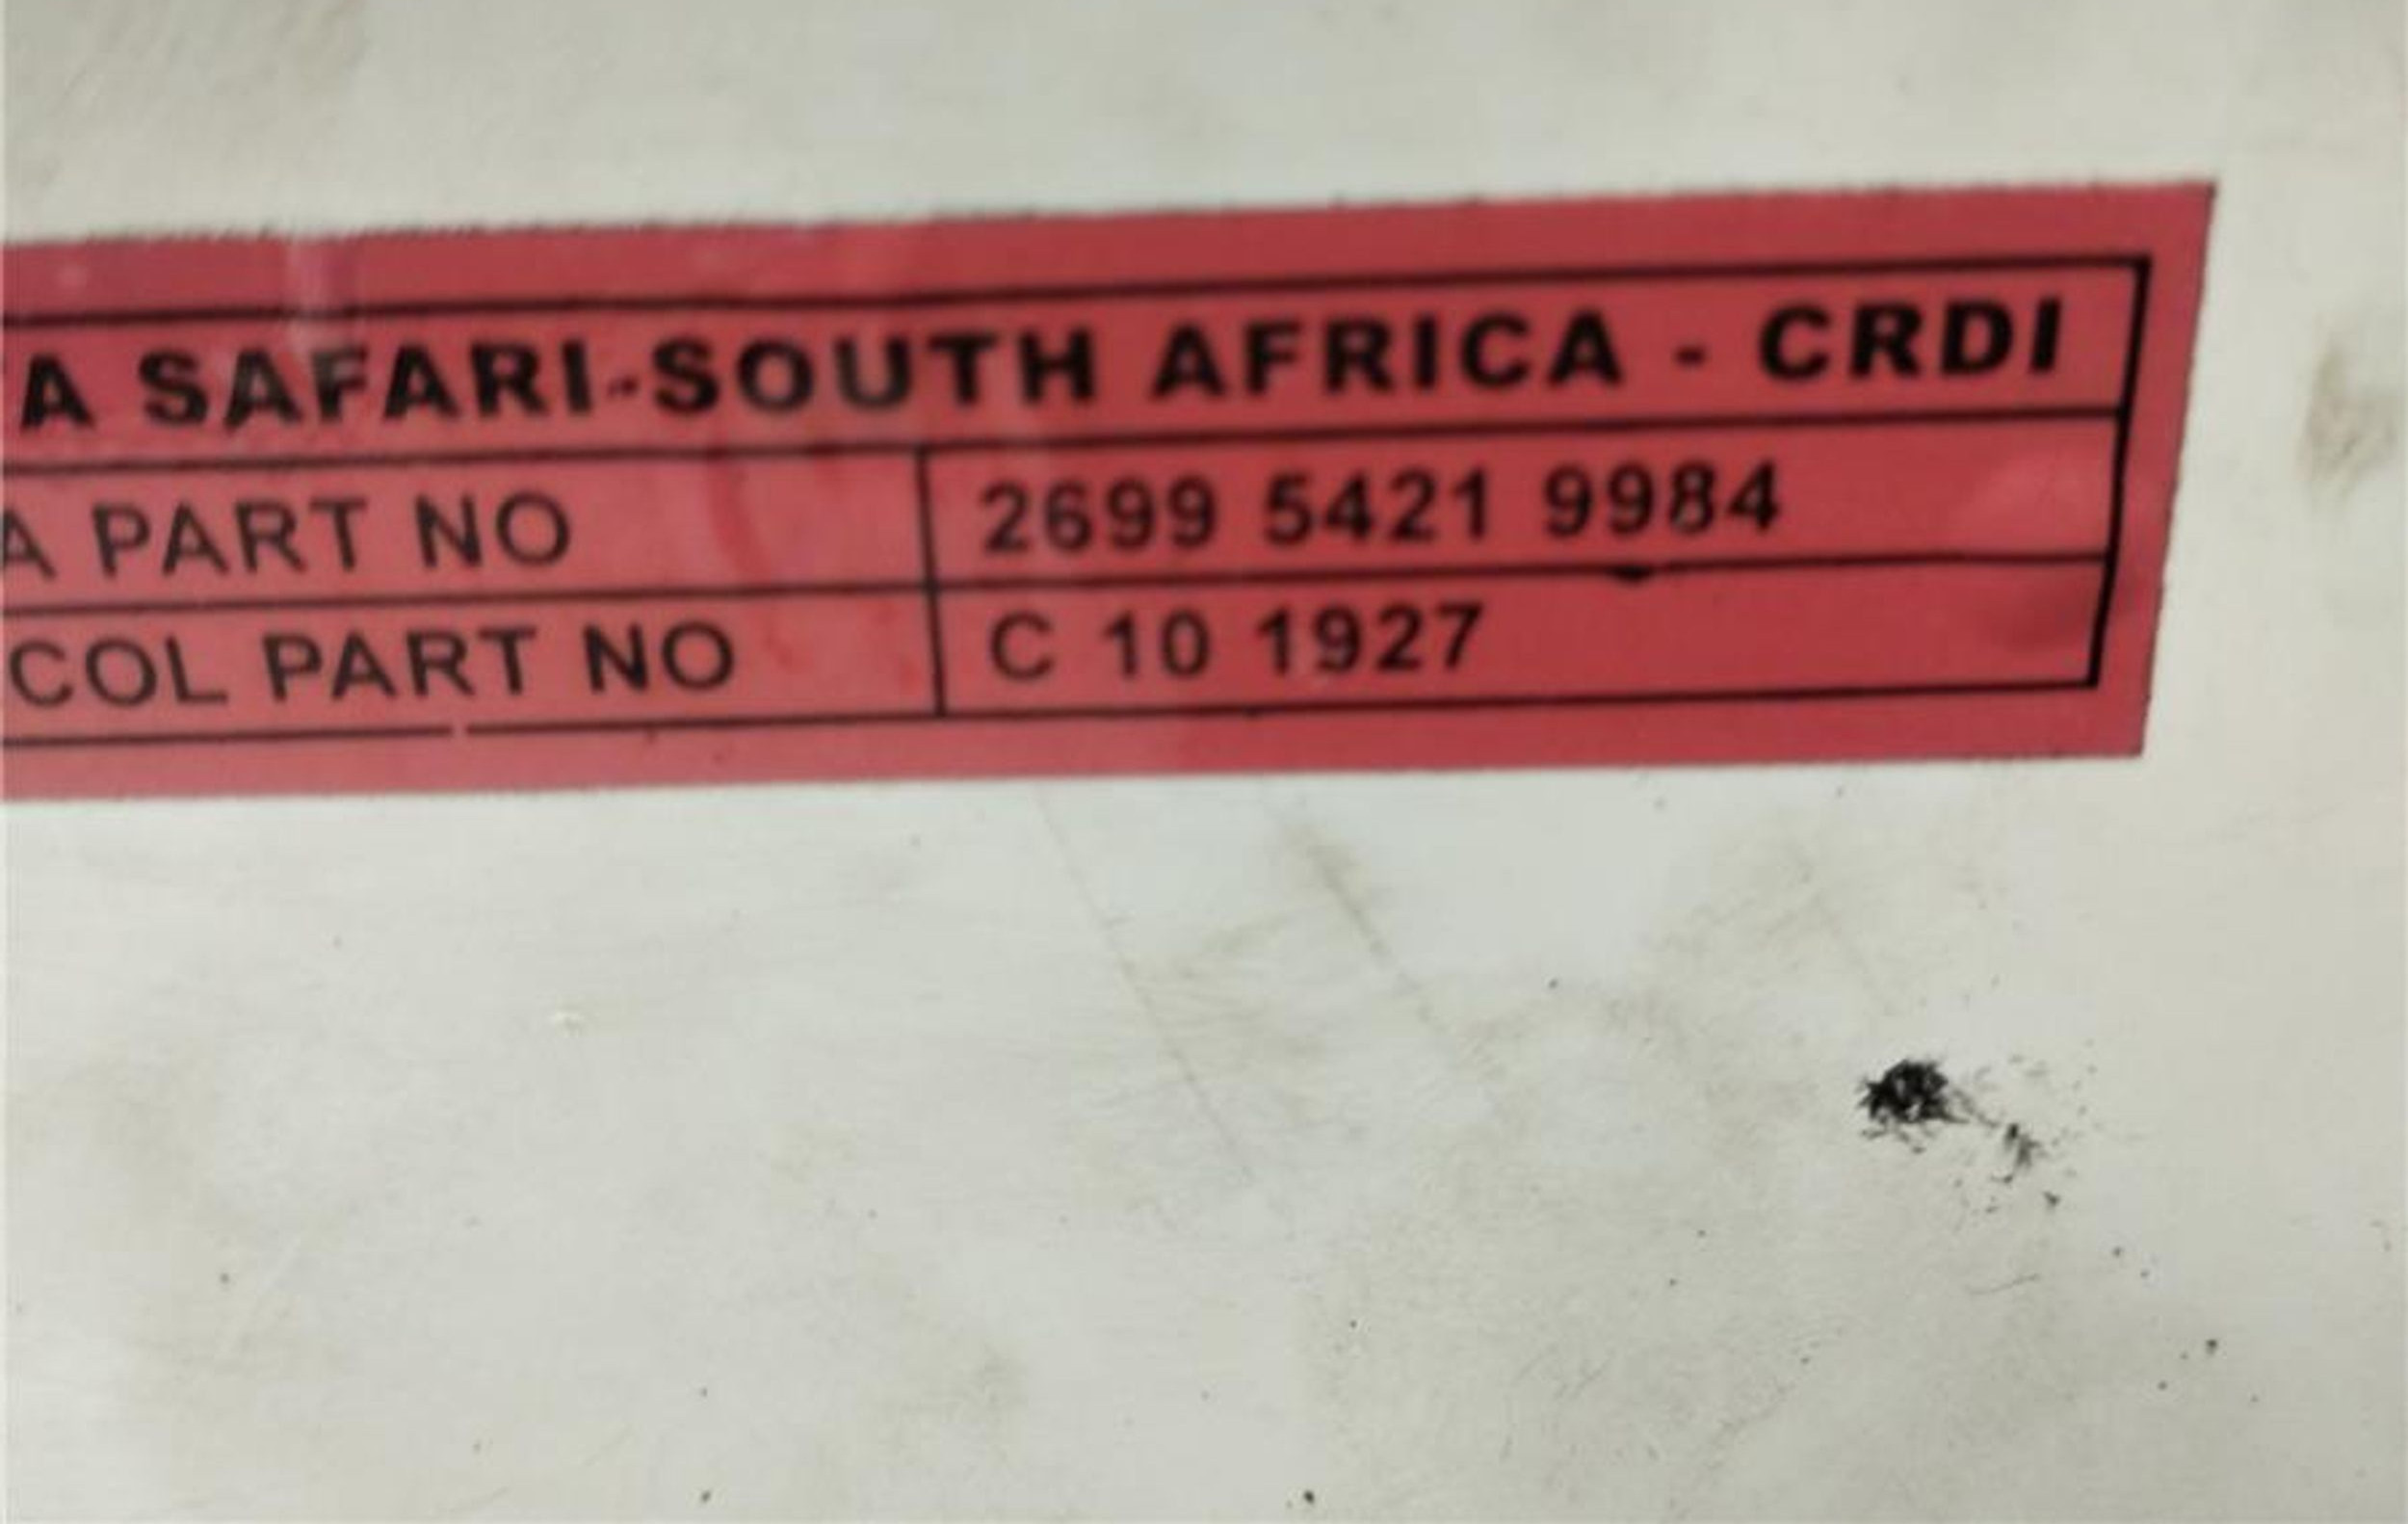 A SAFARI-SOUTH AFRICA - CRDI
A PART NO 2699 5421 9984
COL PART NO C 10 1927